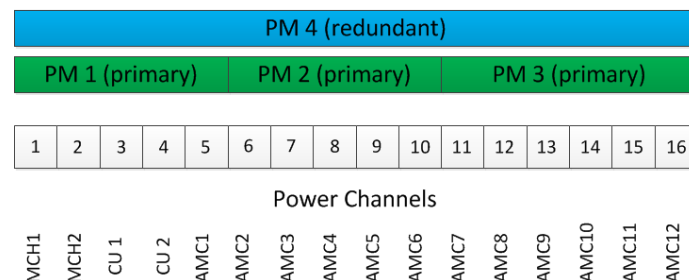 PM 4 (redundant)
PM 1 (primary) PM 2 (primary) PM 3 (primary)
1 2 3 4 5 6 7 8 9 10 11 12 13 14 15 16
Power Channels
MCH1 MCH2 CU 1 CU 2 AMC1 AMC2 AMC3 AMC4 AMC5 AMC6 AMC7 AMC8 AMC9 AMC10 AMC11 AMC12